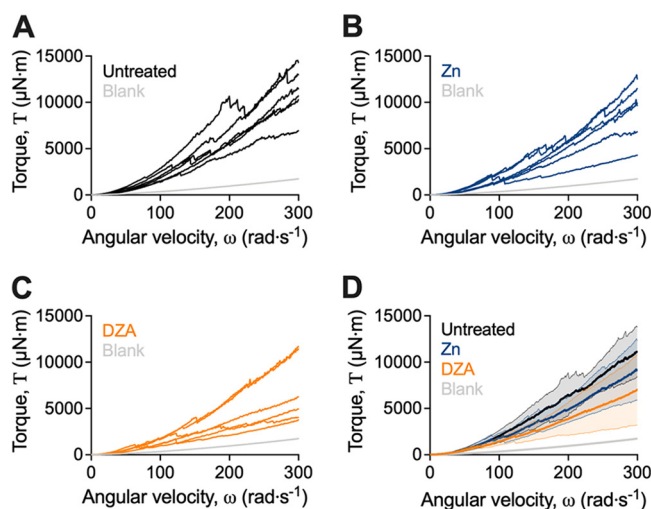 A
Torque, T (μN·m)
15000
10000
5000
0
Untreated
Blank
0 100 200 300
Angular velocity, ω (rad·s⁻¹)
B
Torque, T (μN·m)
15000
10000
5000
0
Zn
Blank
0 100 200 300
Angular velocity, ω (rad·s⁻¹)
C
Torque, T (μN·m)
15000
10000
5000
0
DZA
Blank
0 100 200 300
Angular velocity, ω (rad·s⁻¹)
D
Torque, T (μN·m)
15000
10000
5000
0
Untreated
Zn
DZA
Blank
0 100 200 300
Angular velocity, ω (rad·s⁻¹)